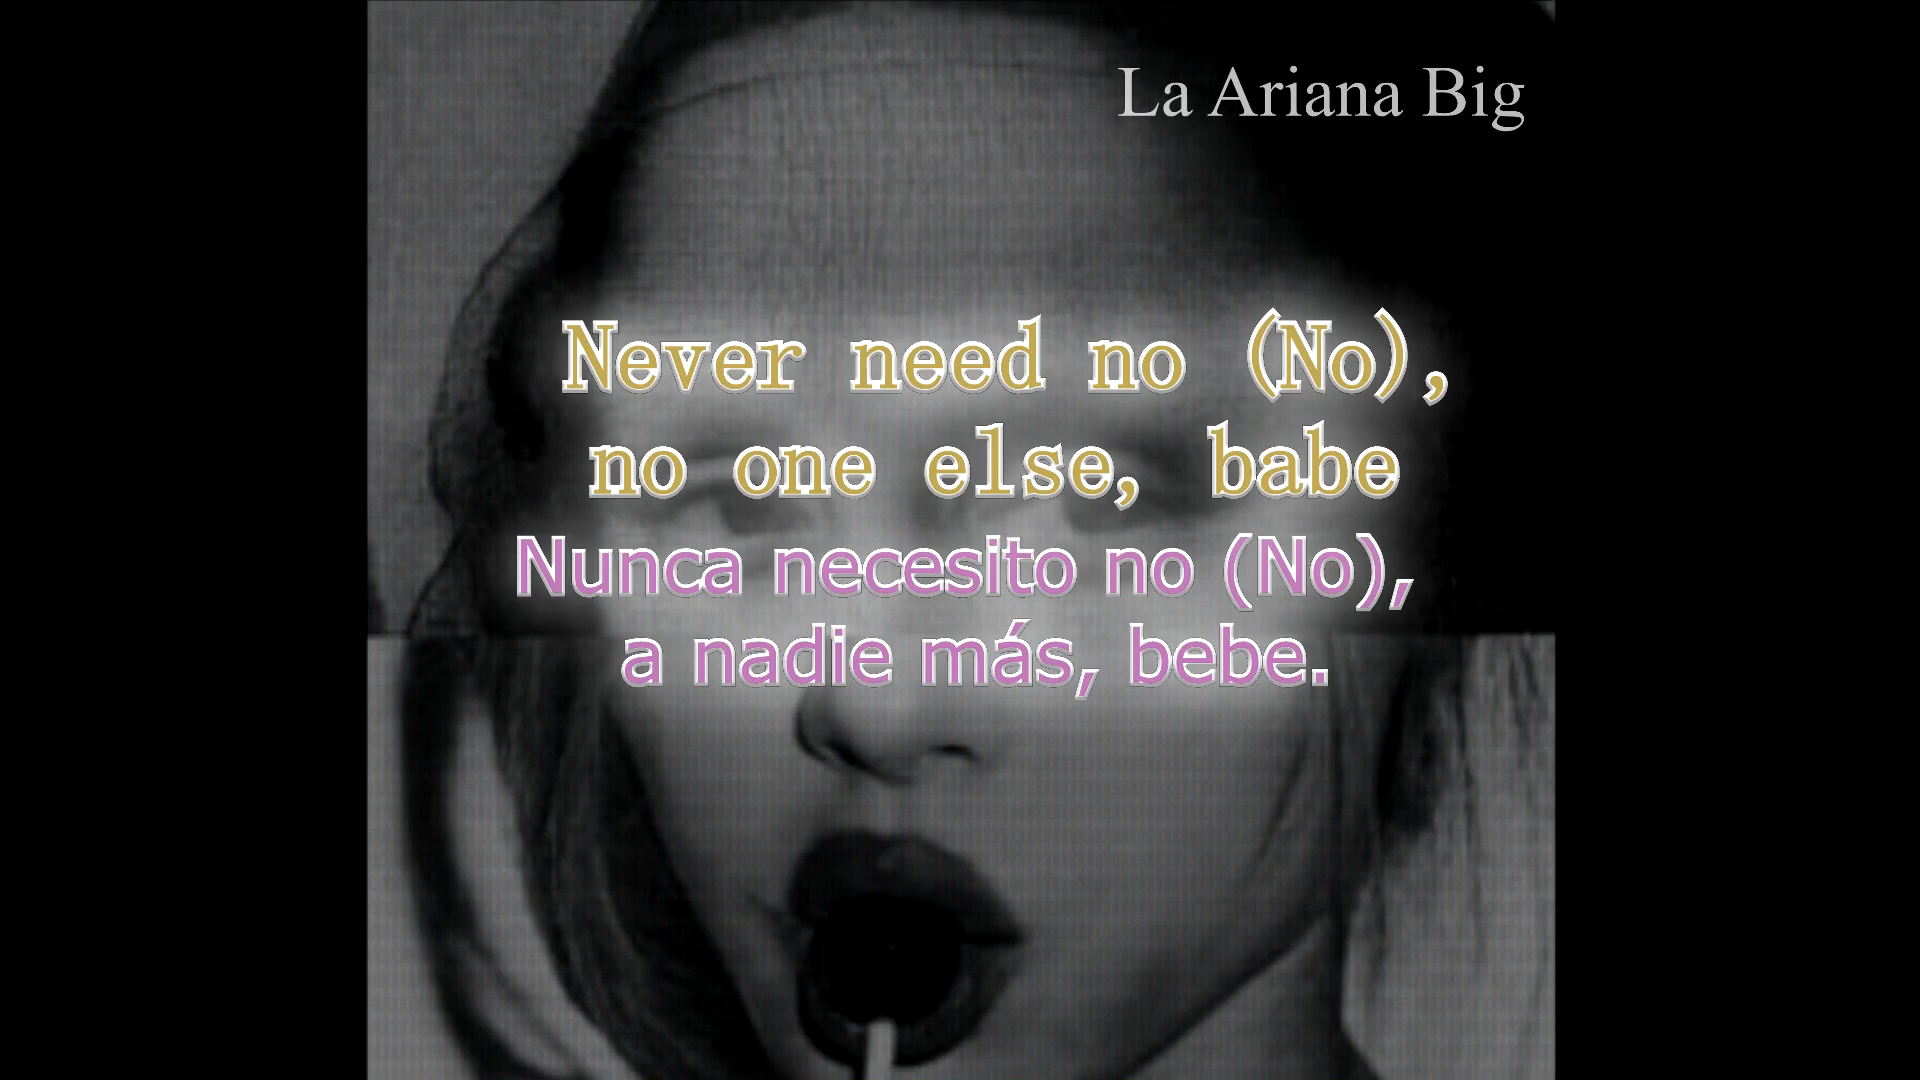 La Ariana Big
Never need no (No),
no one else, babe
Nunca necesito no (No),
a nadie más, bebe.